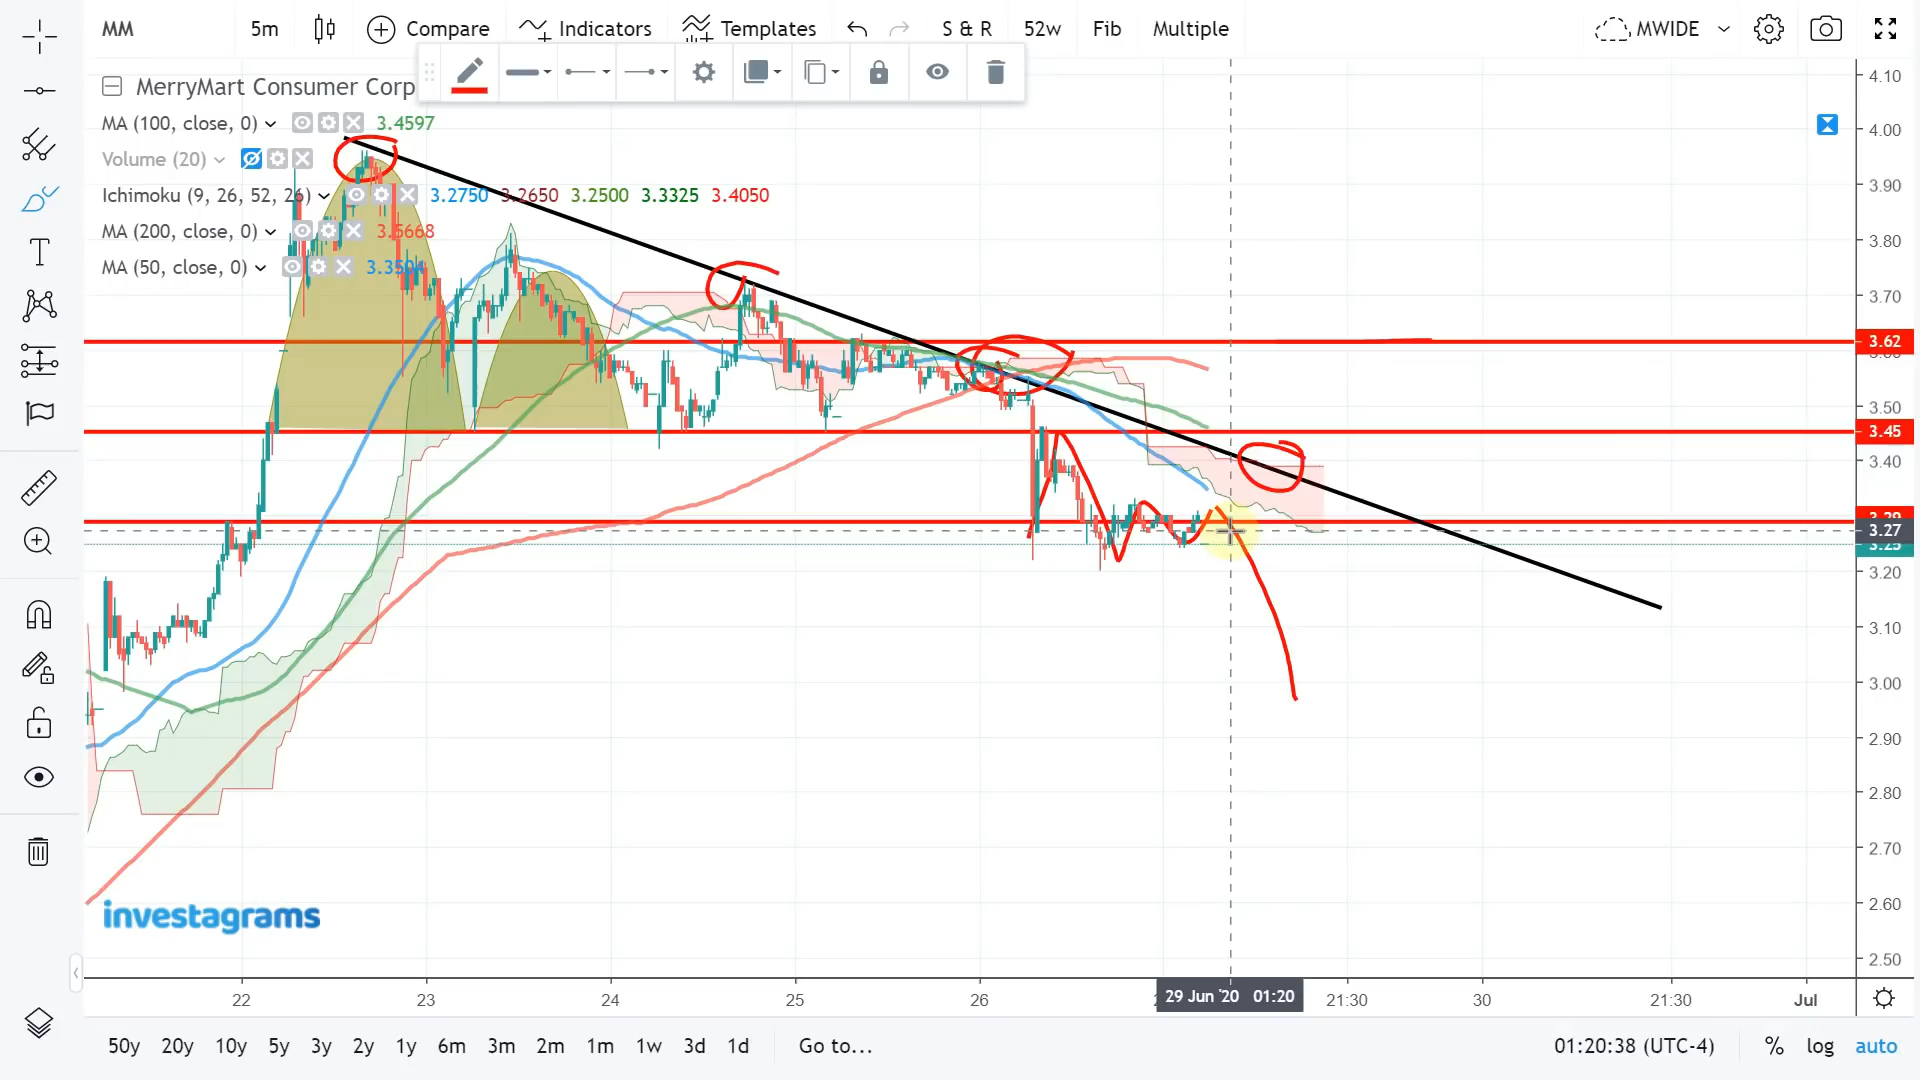 MM 5m Compare Indicators Templates S & R 52w Fib Multiple MWIDE
MerryMart Consumer Corp
MA (100, close, 0) 3.4597
Volume (20)
Ichimoku (9, 26, 52, 26) 3.2750 3.2650 3.2500 3.3325 3.4050
MA (200, close, 0) 3.5668
MA (50, close, 0)
4.10
4.00
3.90
3.80
3.70
3.62
3.50
3.45
3.40
3.29
3.27
3.25
3.20
3.10
3.00
2.90
2.80
2.70
2.60
2.50
investagrams
22 23 24 25 26 29 Jun '20 01:20 21:30 30 21:30 Jul
50y 20y 10y 5y 3y 2y 1y 6m 3m 2m 1m 1w 3d 1d Go to... 01:20:38 (UTC-4) % log auto